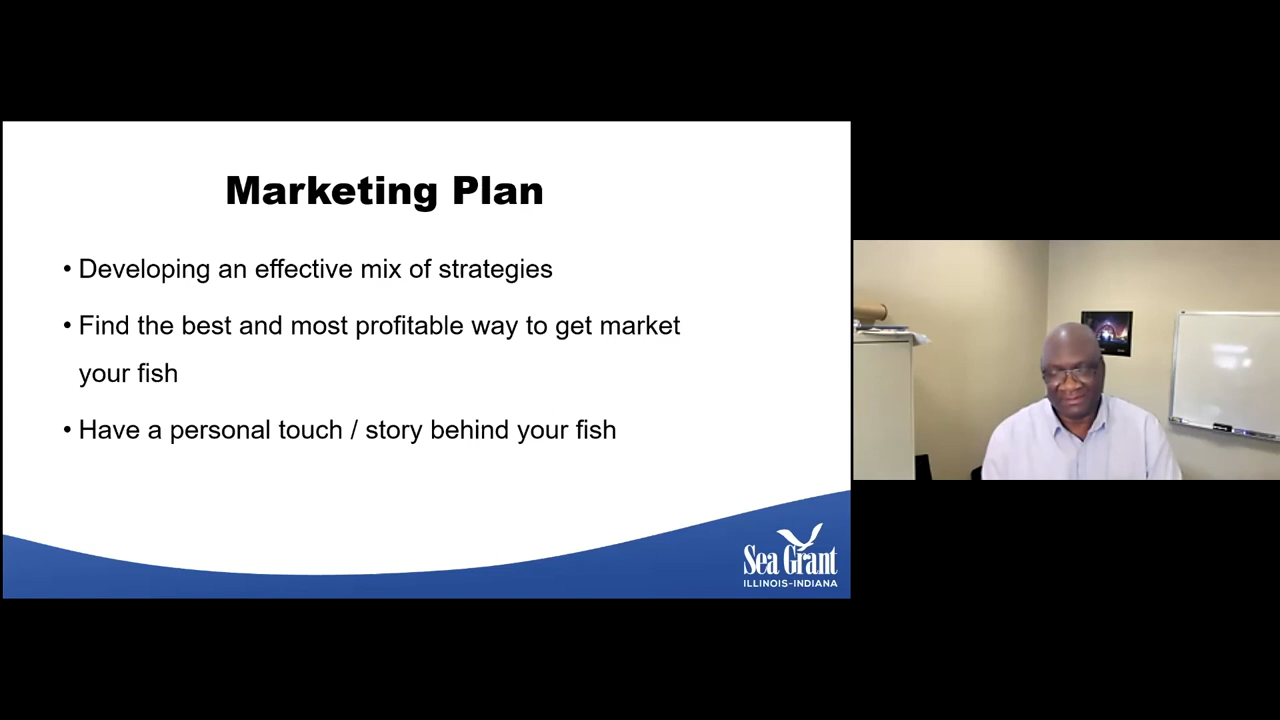 Marketing Plan
• Developing an effective mix of strategies
• Find the best and most profitable way to get market
your fish
• Have a personal touch / story behind your fish
Sea Grant
ILLINOIS-INDIANA